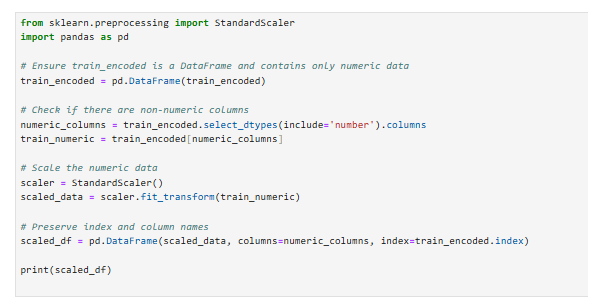 from sklearn.preprocessing import StandardScaler
import pandas as pd
# Ensure train_encoded is a DataFrame and contains only numeric data
train_encoded = pd.DataFrame(train_encoded)
# Check if there are non-numeric columns
numeric_columns = train_encoded.select_dtypes(include='number').columns
train_numeric = train_encoded[numeric_columns]
# Scale the numeric data
scaler = StandardScaler()
scaled_data = scaler.fit_transform(train_numeric)
# Preserve index and column names
scaled_df = pd.DataFrame(scaled_data, columns=numeric_columns, index=train_encoded.index)
print(scaled_df)